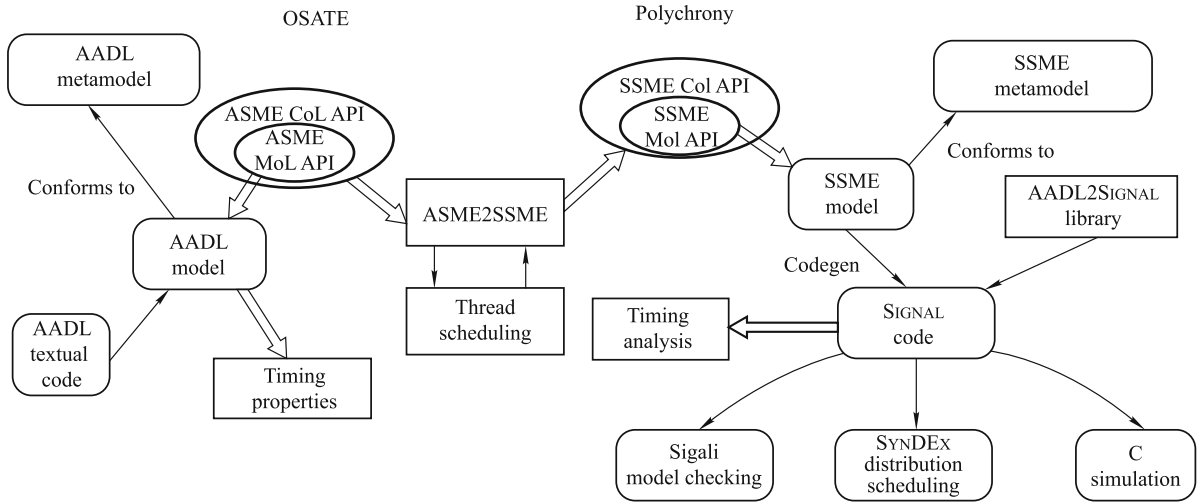 OSATE
Polychrony
AADL
metamodel
ASME CoL API
ASME
MoL API
SSME Col API
SSME
Mol API
SSME
metamodel
Conforms to
Conforms to
AADL
model
ASME2SSME
SSME
model
AADL2SIGNAL
library
Codegen
AADL
textual
code
Timing
properties
Thread
scheduling
Timing
analysis
SIGNAL
code
Sigali
model checking
SYNDEX
distribution
scheduling
C
simulation